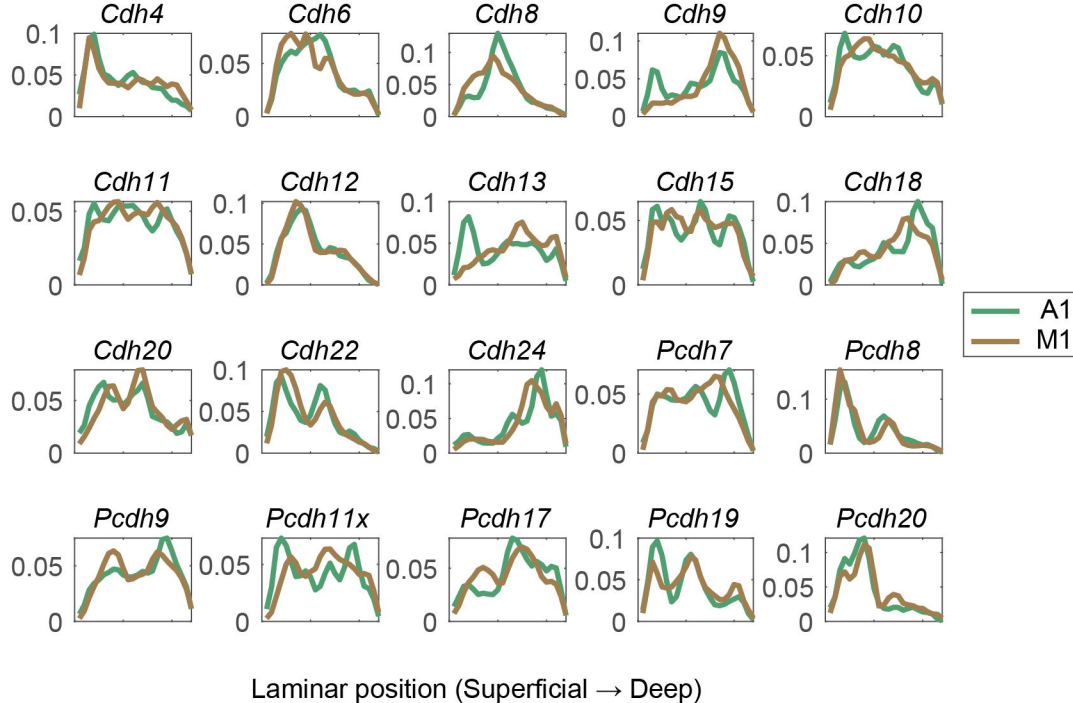 Cdh4 Cdh6 Cdh8 Cdh9 Cdh10
0.1 0.05 0 0.05 0 0.1 0.05 0 0.1 0.05 0 0.05 0
Cdh11 Cdh12 Cdh13 Cdh15 Cdh18
0.05 0 0.1 0.05 0 0.1 0.05 0 0.05 0 0.1 0.05 0
A1
M1
Cdh20 Cdh22 Cdh24 Pcdh7 Pcdh8
0.05 0 0.1 0.05 0 0.1 0.05 0 0.05 0 0.1 0
Pcdh9 Pcdh11x Pcdh17 Pcdh19 Pcdh20
0.05 0 0.05 0 0.05 0 0.1 0.05 0 0.1 0.05 0
Laminar position (Superficial → Deep)